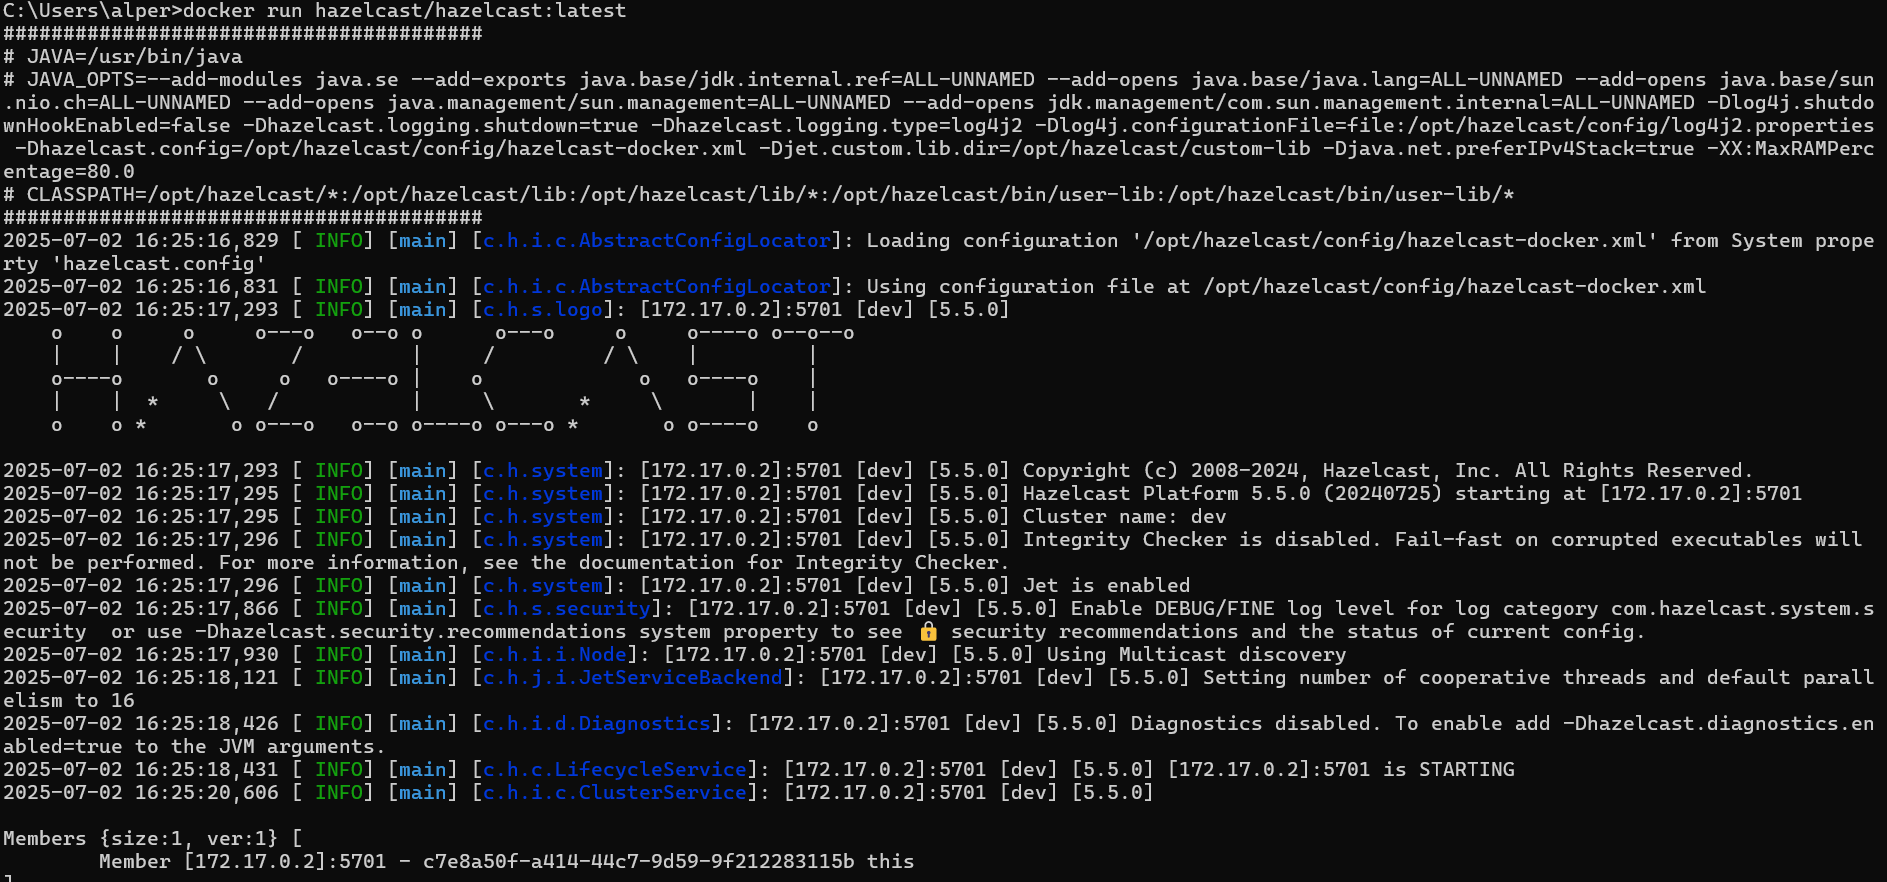 C:\Users\alper>docker run hazelcast/hazelcast:latest
########################################
# JAVA=/usr/bin/java
# JAVA_OPTS=--add-modules java.se --add-exports java.base/jdk.internal.ref=ALL-UNNAMED --add-opens java.base/java.lang=ALL-UNNAMED --add-opens java.base/sun
.nio.ch=ALL-UNNAMED --add-opens java.management/sun.management=ALL-UNNAMED --add-opens jdk.management/com.sun.management.internal=ALL-UNNAMED -Dlog4j.shutdo
wnHookEnabled=false -Dhazelcast.logging.shutdown=true -Dhazelcast.logging.type=log4j2 -Dlog4j.configurationFile=file:/opt/hazelcast/config/log4j2.properties
 -Dhazelcast.config=/opt/hazelcast/config/hazelcast-docker.xml -Djet.custom.lib.dir=/opt/hazelcast/custom-lib -Djava.net.preferIPv4Stack=true -XX:MaxRAMPerc
entage=80.0
# CLASSPATH=/opt/hazelcast/*:/opt/hazelcast/lib:/opt/hazelcast/lib/*:/opt/hazelcast/bin/user-lib:/opt/hazelcast/bin/user-lib/*
########################################
2025-07-02 16:25:16,829 [ INFO] [main] [c.h.i.c.AbstractConfigLocator]: Loading configuration '/opt/hazelcast/config/hazelcast-docker.xml' from System prope
rty 'hazelcast.config'
2025-07-02 16:25:16,831 [ INFO] [main] [c.h.i.c.AbstractConfigLocator]: Using configuration file at /opt/hazelcast/config/hazelcast-docker.xml
2025-07-02 16:25:17,293 [ INFO] [main] [c.h.s.logo]: [172.17.0.2]:5701 [dev] [5.5.0]
    o    o     o     o---o   o--o o      o---o     o     o----o o--o--o
    |    |    / \       /         |     /         / \    |         |
    o----o       o     o   o----o |    o             o   o----o    |
    |    |  *     \   /           |     \       *     \       |    |
    o    o *       o o---o   o--o o----o o---o *       o o----o    o
2025-07-02 16:25:17,293 [ INFO] [main] [c.h.system]: [172.17.0.2]:5701 [dev] [5.5.0] Copyright (c) 2008-2024, Hazelcast, Inc. All Rights Reserved.
2025-07-02 16:25:17,295 [ INFO] [main] [c.h.system]: [172.17.0.2]:5701 [dev] [5.5.0] Hazelcast Platform 5.5.0 (20240725) starting at [172.17.0.2]:5701
2025-07-02 16:25:17,295 [ INFO] [main] [c.h.system]: [172.17.0.2]:5701 [dev] [5.5.0] Cluster name: dev
2025-07-02 16:25:17,296 [ INFO] [main] [c.h.system]: [172.17.0.2]:5701 [dev] [5.5.0] Integrity Checker is disabled. Fail-fast on corrupted executables will
not be performed. For more information, see the documentation for Integrity Checker.
2025-07-02 16:25:17,296 [ INFO] [main] [c.h.system]: [172.17.0.2]:5701 [dev] [5.5.0] Jet is enabled
2025-07-02 16:25:17,866 [ INFO] [main] [c.h.s.security]: [172.17.0.2]:5701 [dev] [5.5.0] Enable DEBUG/FINE log level for log category com.hazelcast.system.s
ecurity  or use -Dhazelcast.security.recommendations system property to see 🔒 security recommendations and the status of current config.
2025-07-02 16:25:17,930 [ INFO] [main] [c.h.i.i.Node]: [172.17.0.2]:5701 [dev] [5.5.0] Using Multicast discovery
2025-07-02 16:25:18,121 [ INFO] [main] [c.h.j.i.JetServiceBackend]: [172.17.0.2]:5701 [dev] [5.5.0] Setting number of cooperative threads and default parall
elism to 16
2025-07-02 16:25:18,426 [ INFO] [main] [c.h.i.d.Diagnostics]: [172.17.0.2]:5701 [dev] [5.5.0] Diagnostics disabled. To enable add -Dhazelcast.diagnostics.en
abled=true to the JVM arguments.
2025-07-02 16:25:18,431 [ INFO] [main] [c.h.c.LifecycleService]: [172.17.0.2]:5701 [dev] [5.5.0] [172.17.0.2]:5701 is STARTING
2025-07-02 16:25:20,606 [ INFO] [main] [c.h.i.c.ClusterService]: [172.17.0.2]:5701 [dev] [5.5.0]
Members {size:1, ver:1} [
        Member [172.17.0.2]:5701 - c7e8a50f-a414-44c7-9d59-9f212283115b this
]